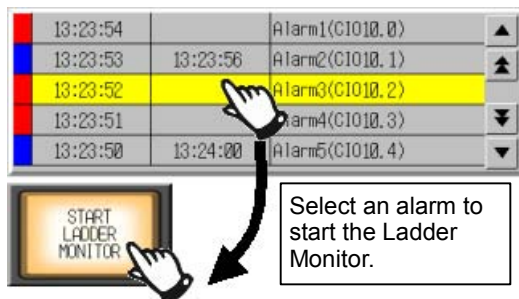 13:23:54 Alarm1(CIO10.0)
13:23:53 13:23:56 Alarm2(CIO10.1)
13:23:52 Alarm3(CIO10.2)
13:23:51 larm4(CIO10.3)
13:23:50 13:24:00 Alarm5(CIO10.4)
START
LADDER
MONITOR
Select an alarm to
start the Ladder
Monitor.